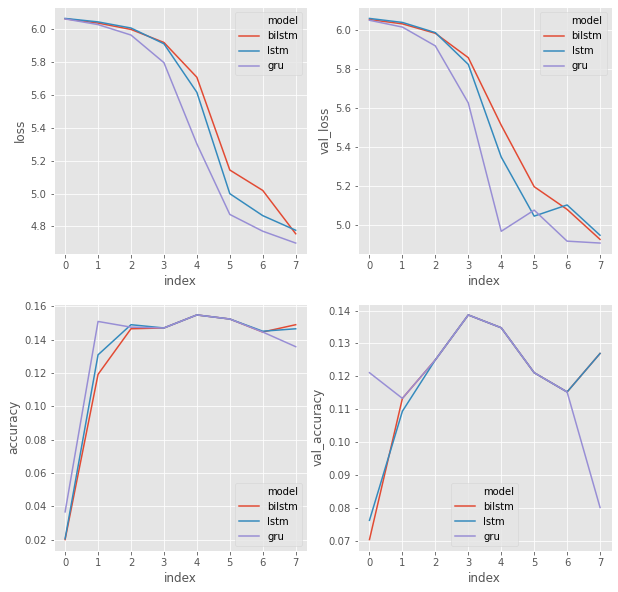 6.0
5.8
5.6
5.4
5.2
5.0
4.8
loss
0 1 2 3 4 5 6 7
index
model
bilstm
lstm
gru
6.0
5.8
5.6
5.4
5.2
5.0
val_loss
0 1 2 3 4 5 6 7
index
model
bilstm
lstm
gru
0.16
0.14
0.12
0.10
0.08
0.06
0.04
0.02
accuracy
0 1 2 3 4 5 6 7
index
model
bilstm
lstm
gru
0.14
0.13
0.12
0.11
0.10
0.09
0.08
0.07
val_accuracy
0 1 2 3 4 5 6 7
index
model
bilstm
lstm
gru